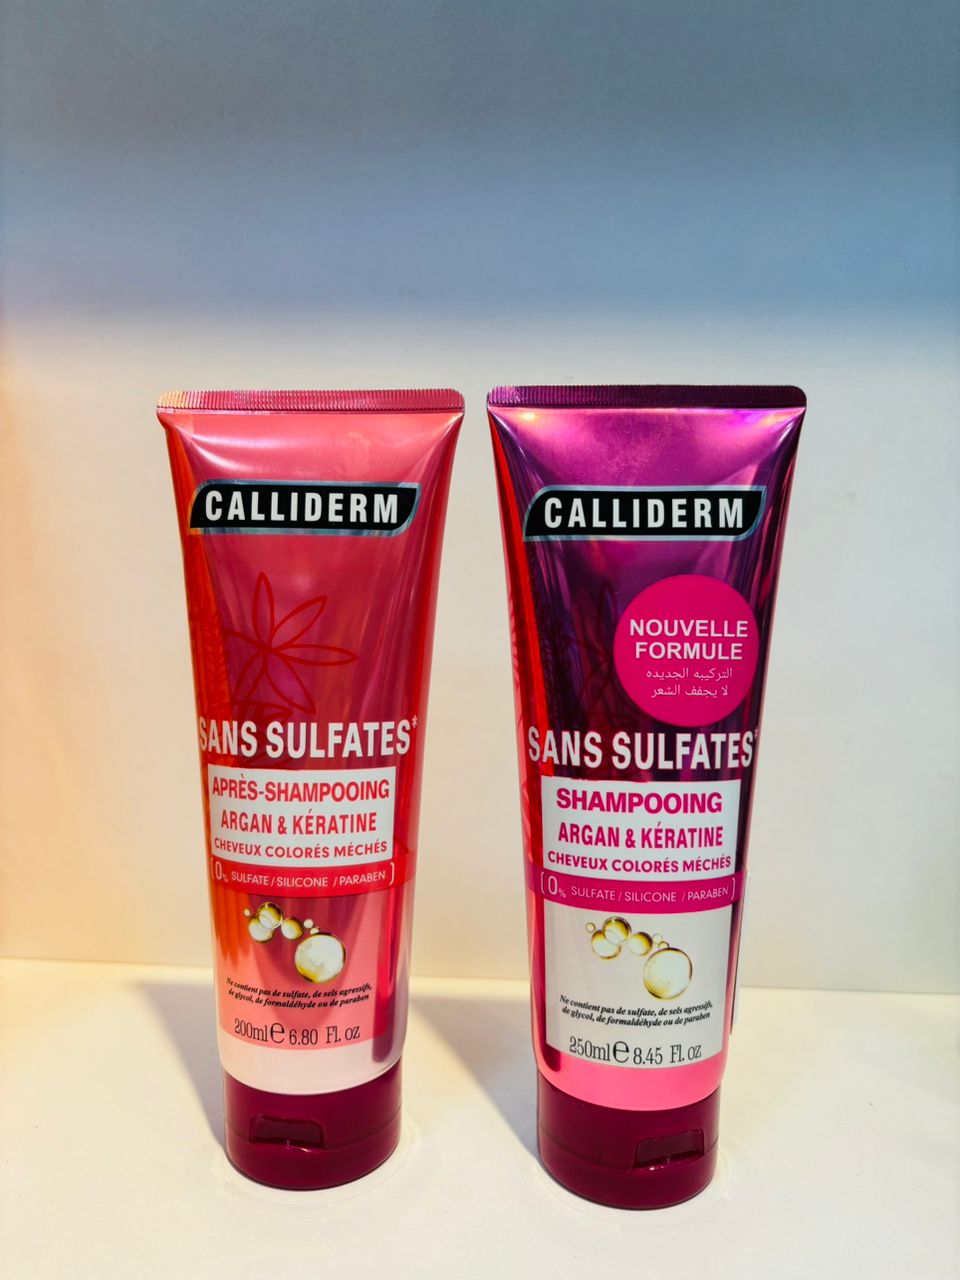 CALLIDERM
SANS SULFATES*
APRÈS-SHAMPOOING
ARGAN & KÉRATINE
CHEVEUX COLORÉS MÉCHÉS
[0% SULFATE / SILICONE / PARABEN]
Ne contient pas de sulfate, de sels agressifs,
de glycol, de formaldéhyde ou de paraben
200ml e 6.80 Fl. oz
CALLIDERM
NOUVELLE
FORMULE
التركيبه الجديده
لا يجفف الشعر
SANS SULFATES*
SHAMPOOING
ARGAN & KÉRATINE
CHEVEUX COLORÉS MÉCHÉS
[0% SULFATE / SILICONE / PARABEN]
Ne contient pas de sulfate, de sels agressifs,
de glycol, de formaldéhyde ou de paraben
250ml e 8.45 Fl. oz